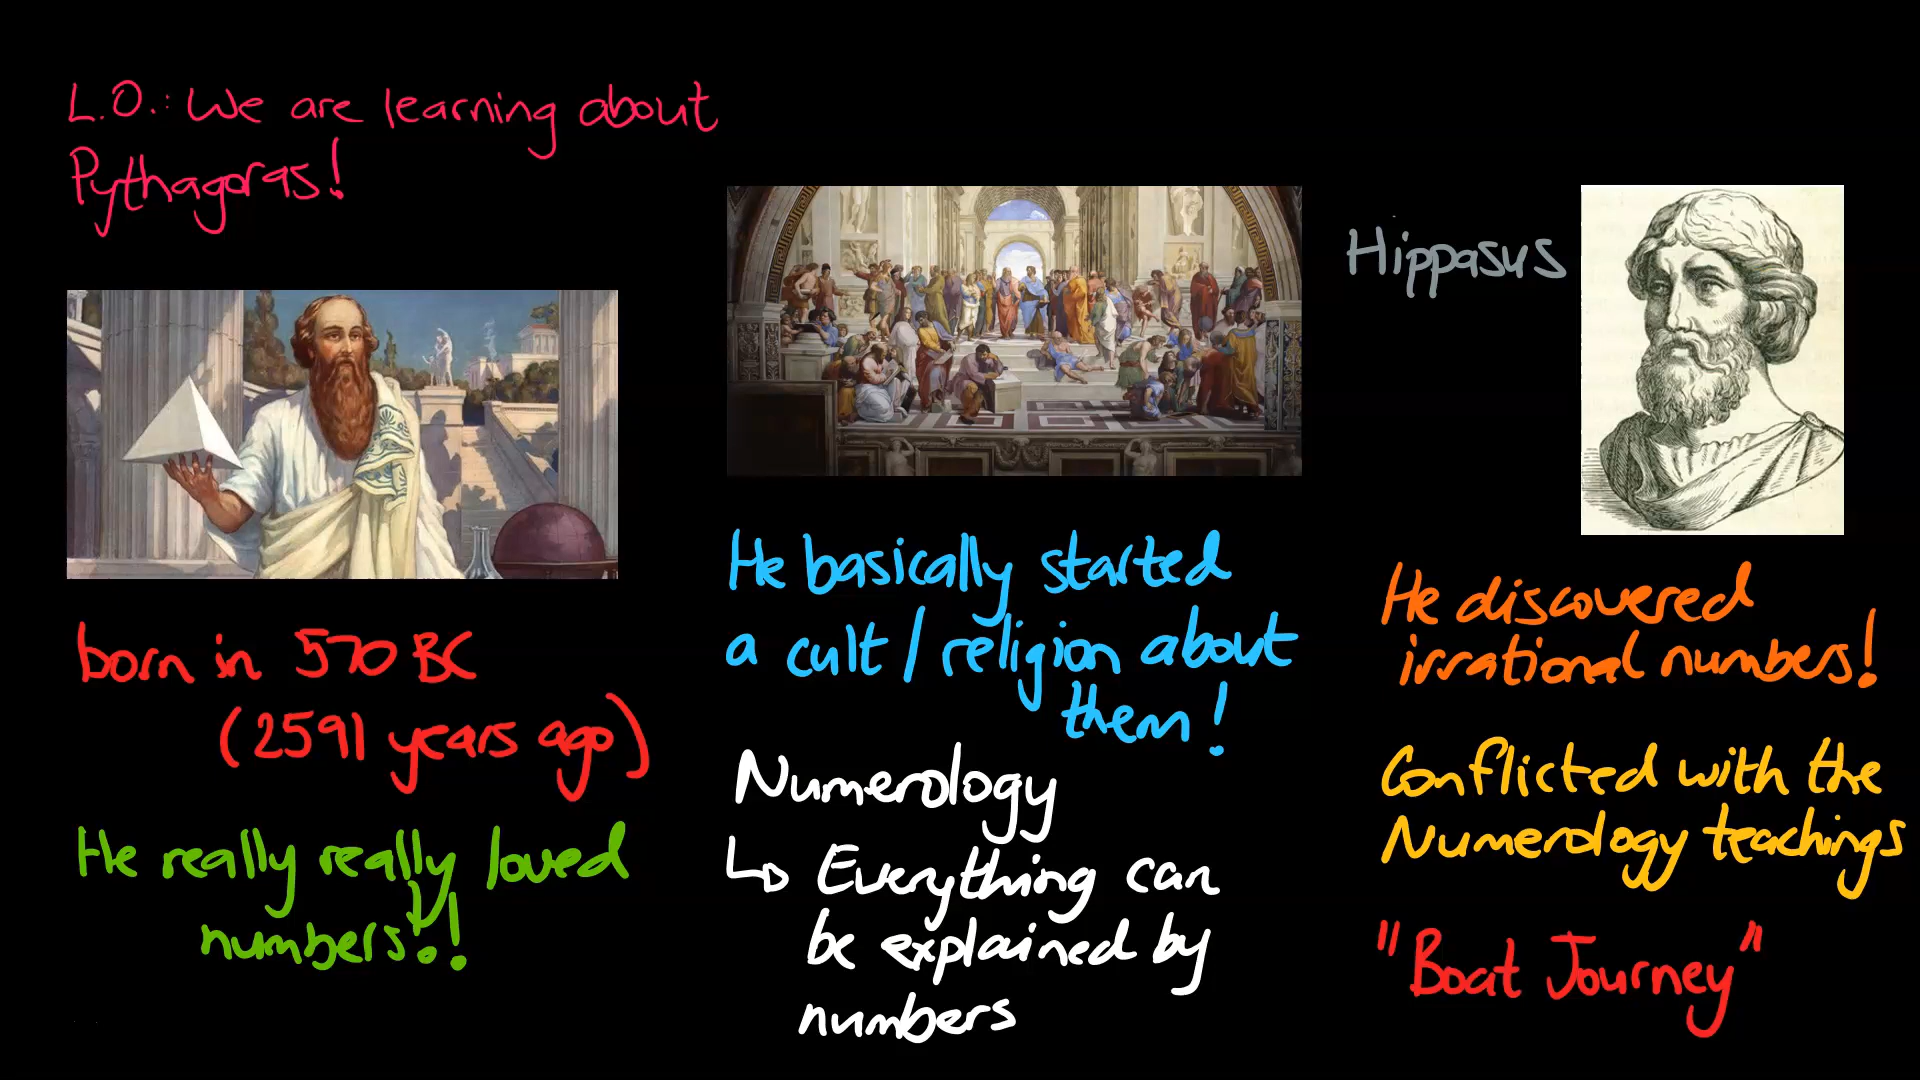 L.O.: We are learning about
Pythagoras!
born in 570 BC
(2591 years ago)
He really really loved
numbers!!
He basically started
a cult / religion about
them!
Numerology
↳ Everything can
be explained by
numbers
Hippasus
He discovered
irrational numbers!
Conflicted with the
Numerology teachings
"Boat Journey"